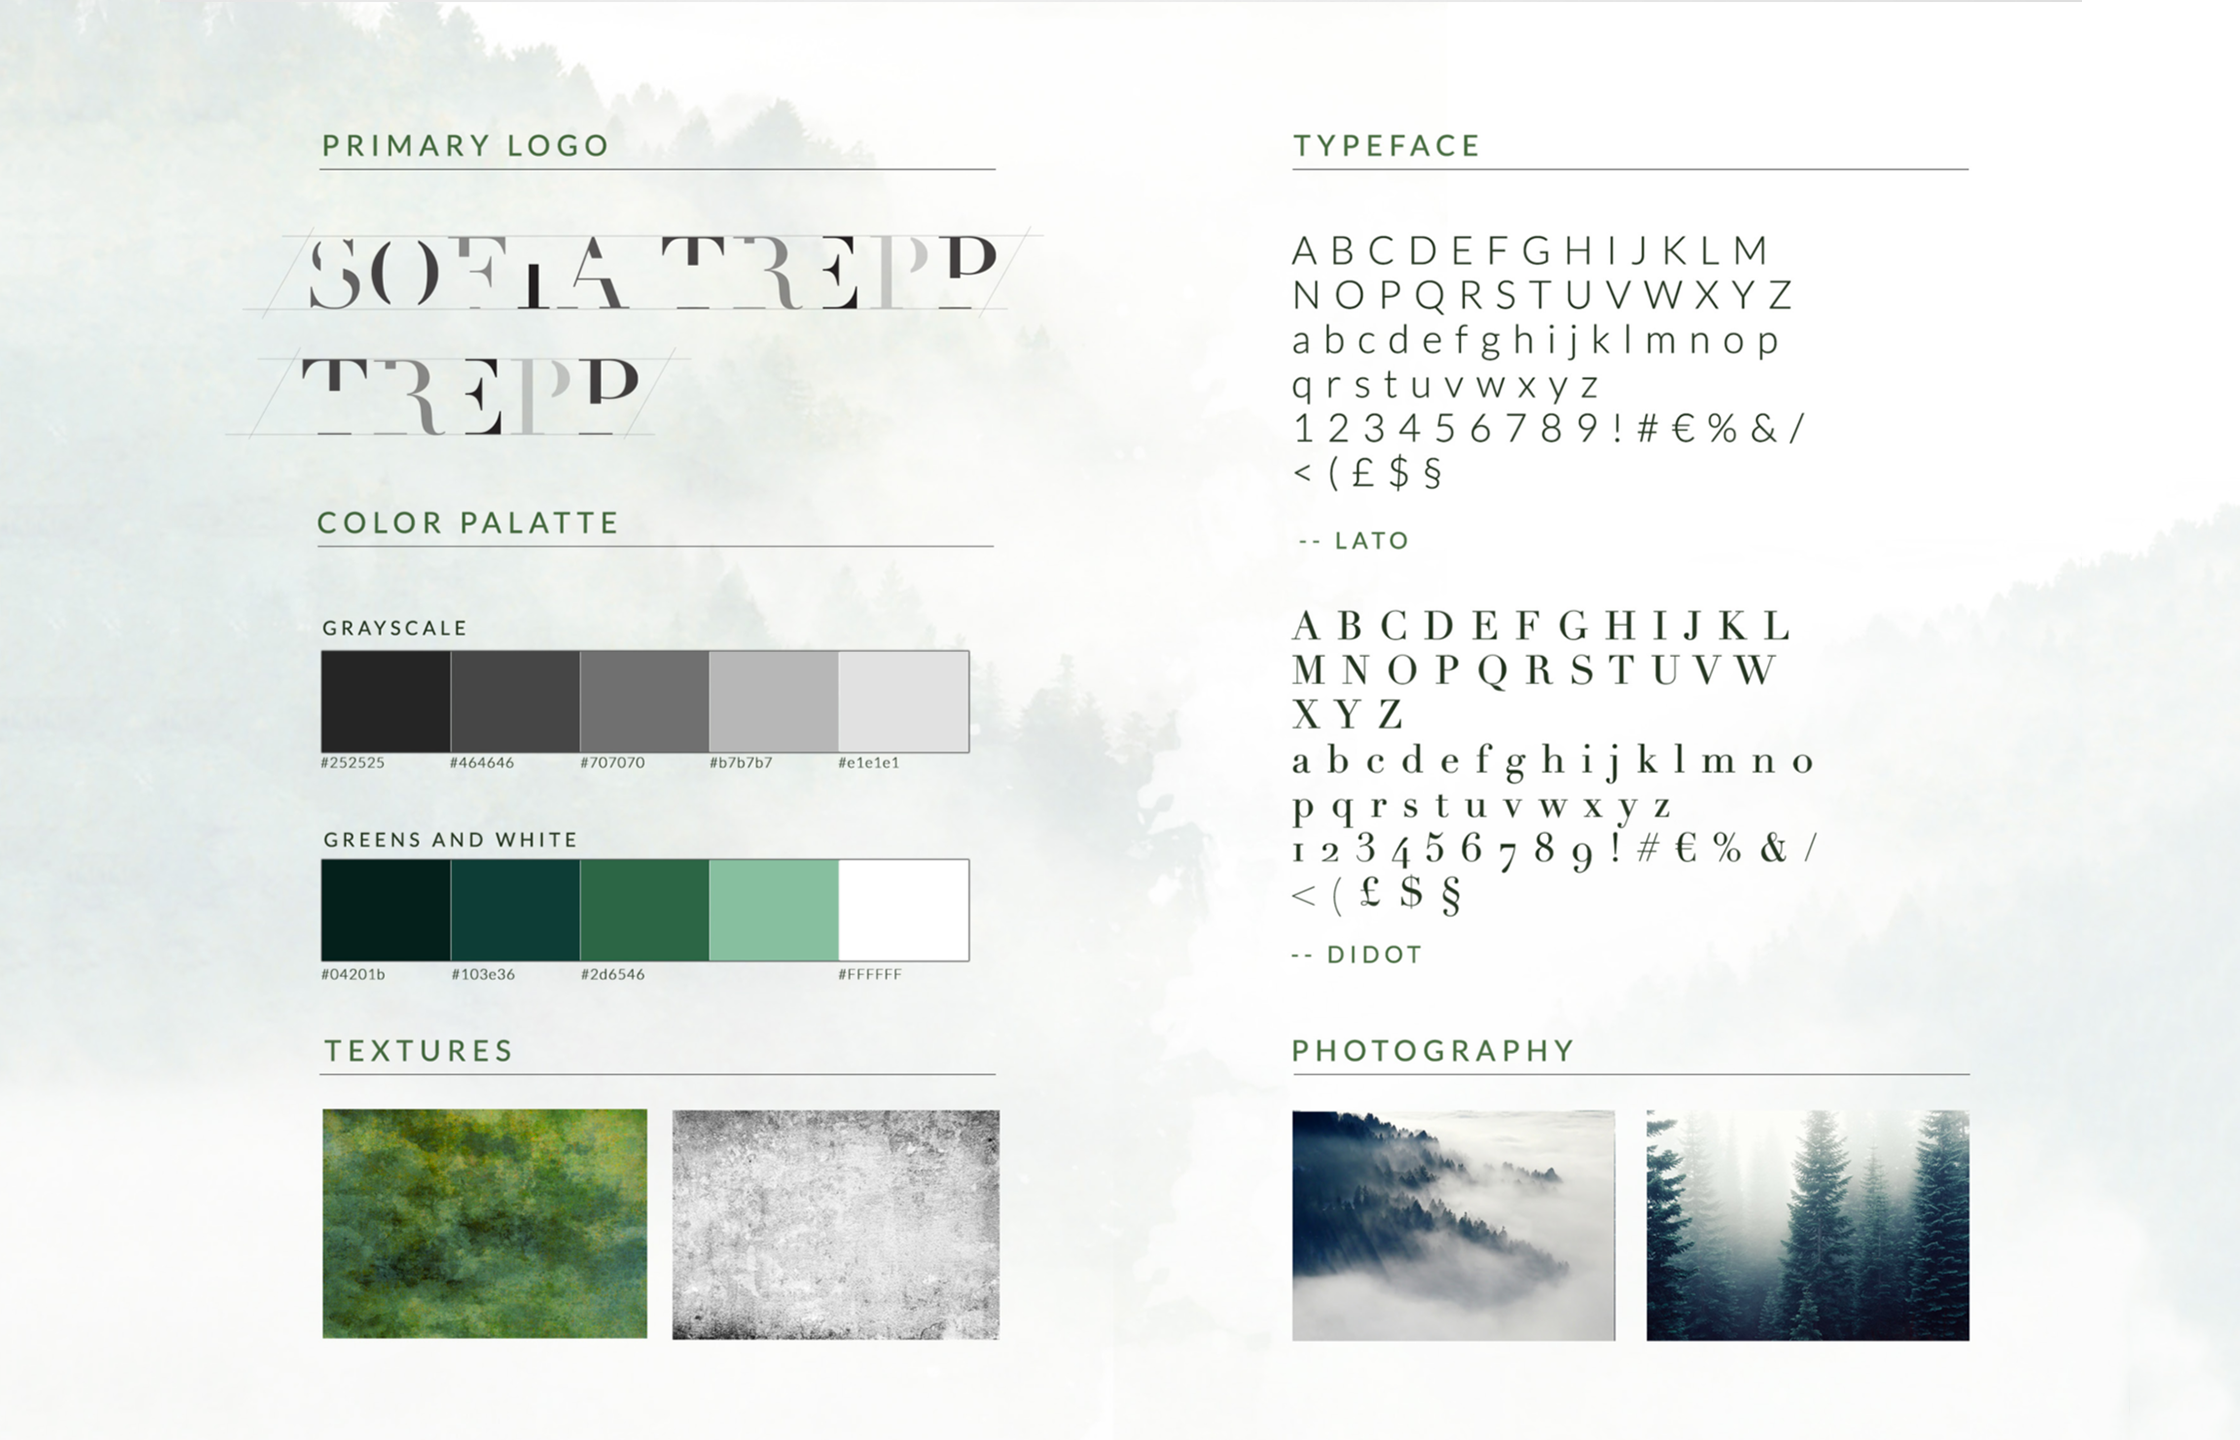 PRIMARY LOGO
SOFIA TREPP
TREPP
COLOR PALATTE
GRAYSCALE
#252525 #464646 #707070 #b7b7b7 #e1e1e1
GREENS AND WHITE
#04201b #103e36 #2d6546 #FFFFFF
TEXTURES
TYPEFACE
A B C D E F G H I J K L M
N O P Q R S T U V W X Y Z
a b c d e f g h i j k l m n o p
q r s t u v w x y z
1 2 3 4 5 6 7 8 9 ! # € % & /
< ( £ $ §
-- LATO
A B C D E F G H I J K L
M N O P Q R S T U V W
X Y Z
a b c d e f g h i j k l m n o
p q r s t u v w x y z
1 2 3 4 5 6 7 8 9 ! # € % & /
< ( £ $ §
-- DIDOT
PHOTOGRAPHY